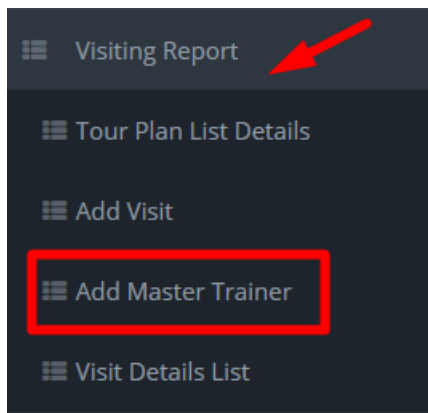 Visiting Report
Tour Plan List Details
Add Visit
Add Master Trainer
Visit Details List